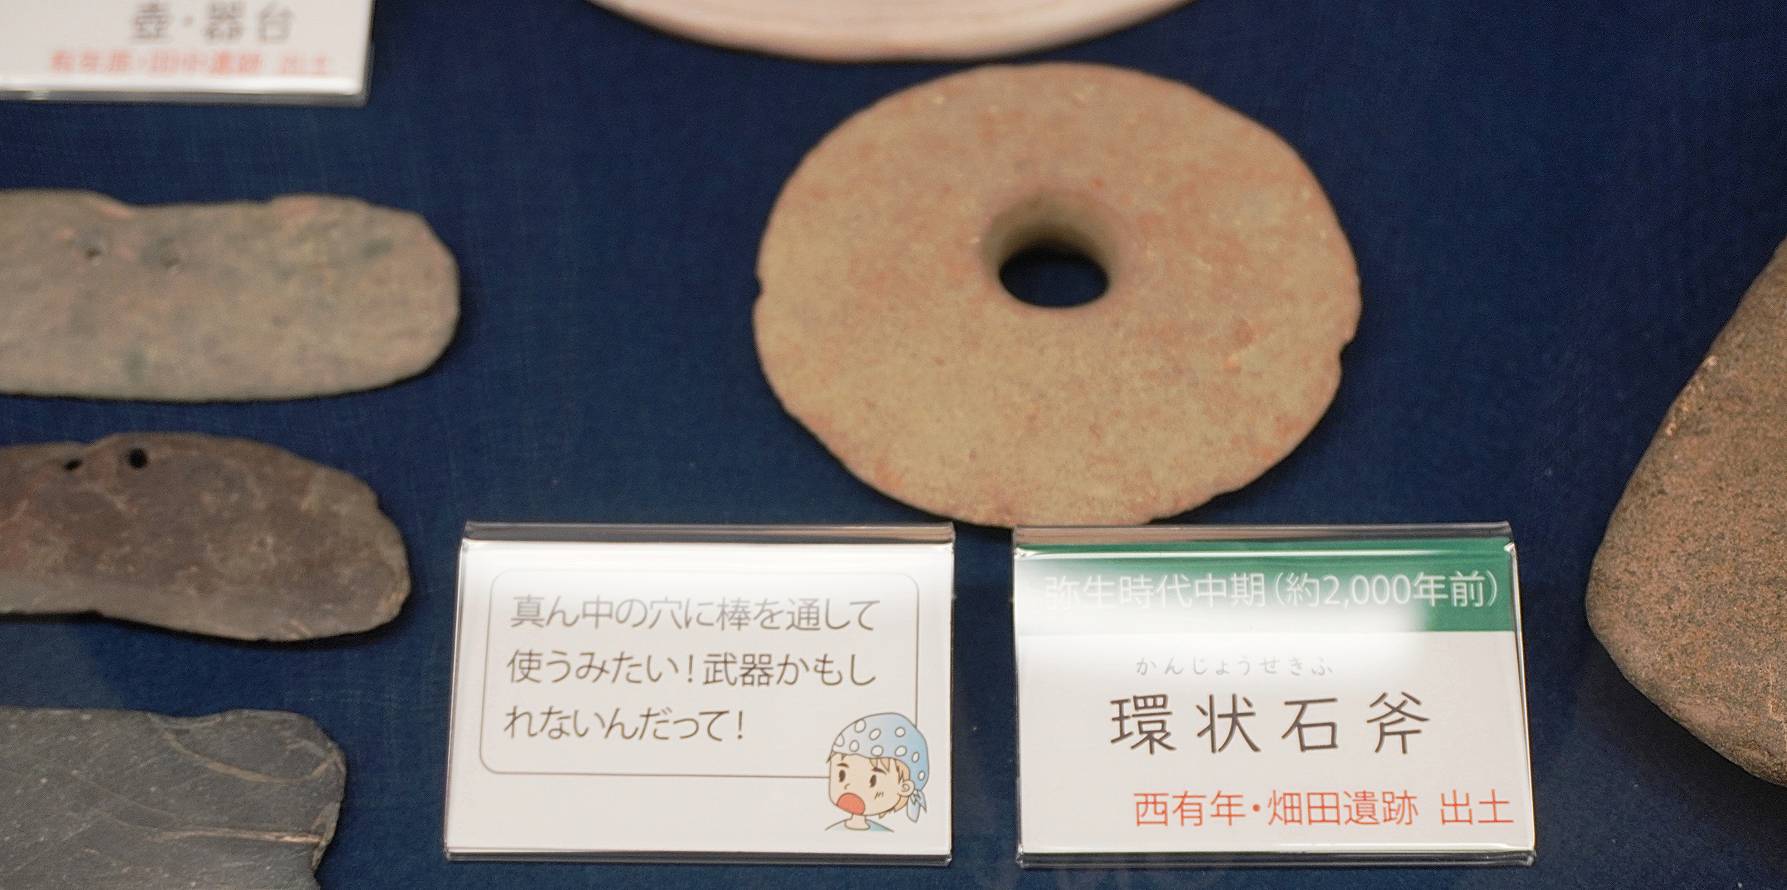 壺・器台
真ん中の穴に棒を通して
使うみたい！武器かもし
れないんだって！
弥生時代中期（約2,000年前）
かんじょうせきふ
環状石斧
西有年・畑田遺跡 出土